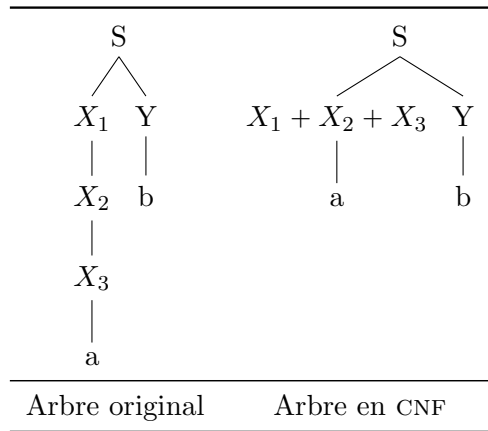 S S
X₁ Y X₁ + X₂ + X₃ Y
X₂ b a b
X₃
a
Arbre original Arbre en CNF